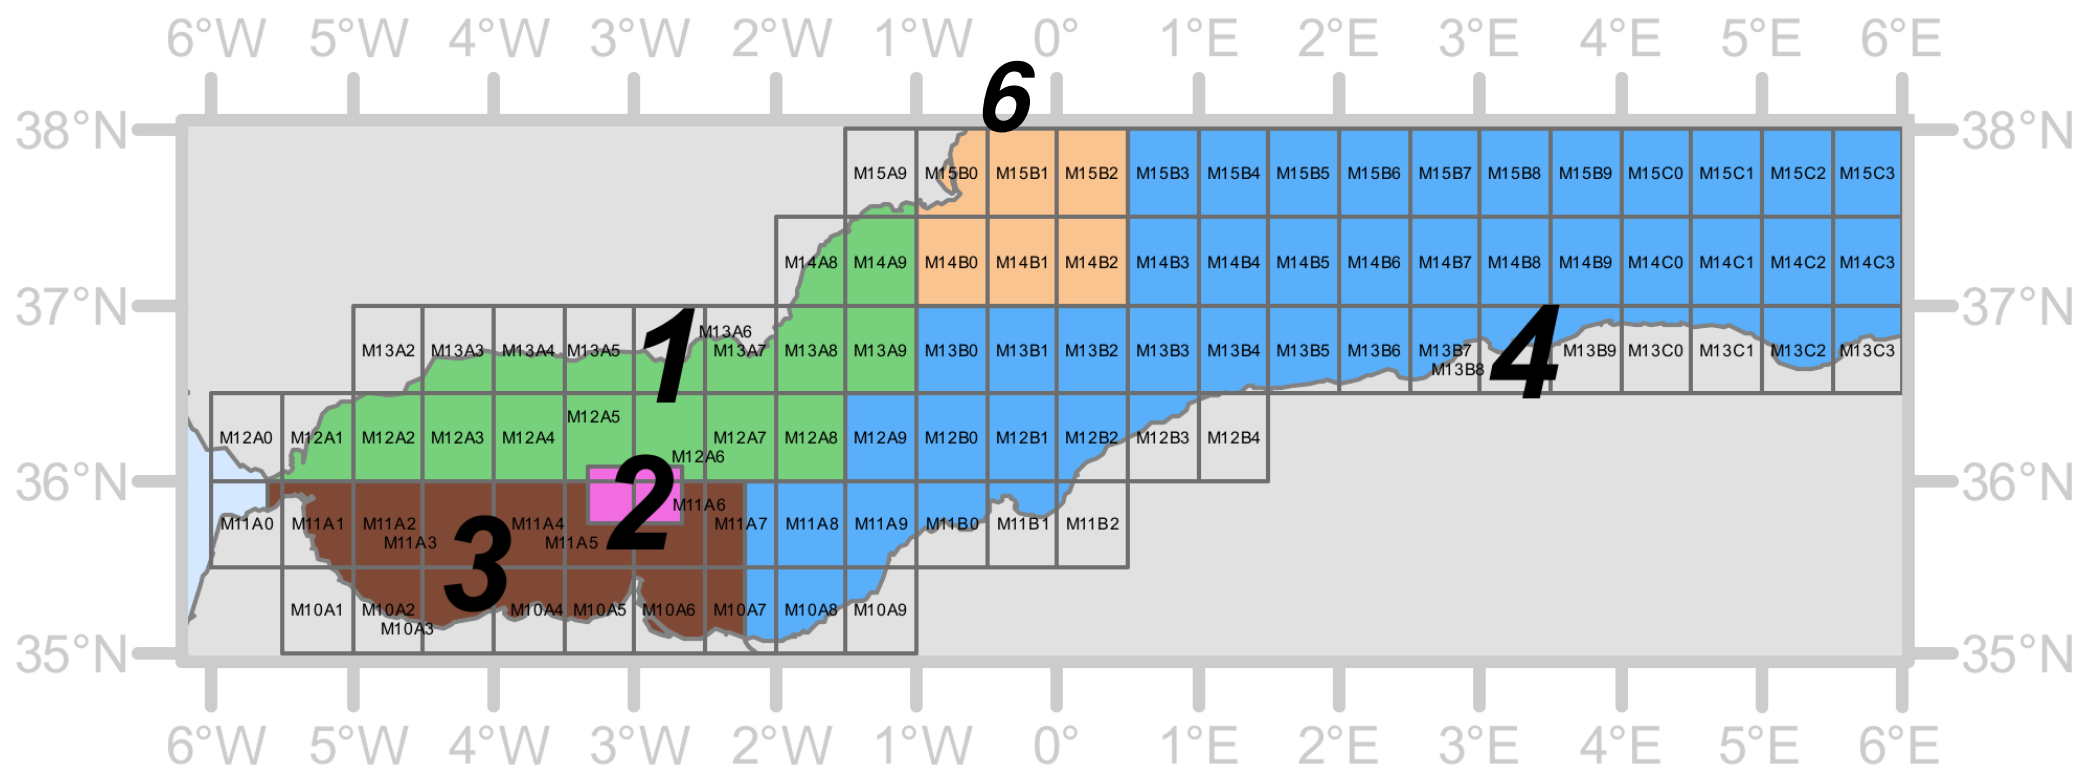 6°W 5°W 4°W 3°W 2°W 1°W 0° 1°E 2°E 3°E 4°E 5°E 6°E
6
38°N 38°N
M15A9 M15B0 M15B1 M15B2 M15B3 M15B4 M15B5 M15B6 M15B7 M15B8 M15B9 M15C0 M15C1 M15C2 M15C3
M14A8 M14A9 M14B0 M14B1 M14B2 M14B3 M14B4 M14B5 M14B6 M14B7 M14B8 M14B9 M14C0 M14C1 M14C2 M14C3
37°N 37°N
M13A6
1 4
M13A2 M13A3 M13A4 M13A5 M13A7 M13A8 M13A9 M13B0 M13B1 M13B2 M13B3 M13B4 M13B5 M13B6 M13B7 M13B9 M13C0 M13C1 M13C2 M13C3
M13B8
M12A5
M12A0 M12A1 M12A2 M12A3 M12A4 M12A7 M12A8 M12A9 M12B0 M12B1 M12B2 M12B3 M12B4
M12A6
36°N 36°N
2
M11A6
M11A0 M11A1 M11A2 M11A4 M11A7 M11A8 M11A9 M11B0 M11B1 M11B2
M11A3 M11A5
3
M10A1 M10A2 M10A4 M10A5 M10A6 M10A7 M10A8 M10A9
M10A3
35°N 35°N
6°W 5°W 4°W 3°W 2°W 1°W 0° 1°E 2°E 3°E 4°E 5°E 6°E